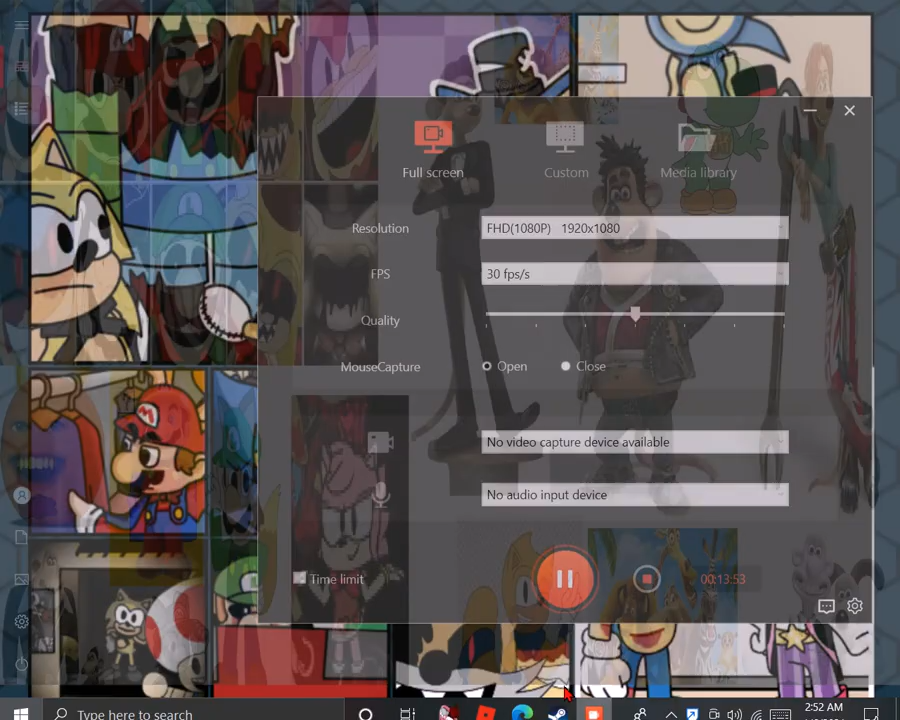 Full screen
Custom
Media library
Resolution
FHD(1080P) 1920x1080
FPS
30 fps/s
Quality
MouseCapture
Open
Close
No video capture device available
No audio input device
Time limit
00:13:53
M
2:52 AM
Type here to search